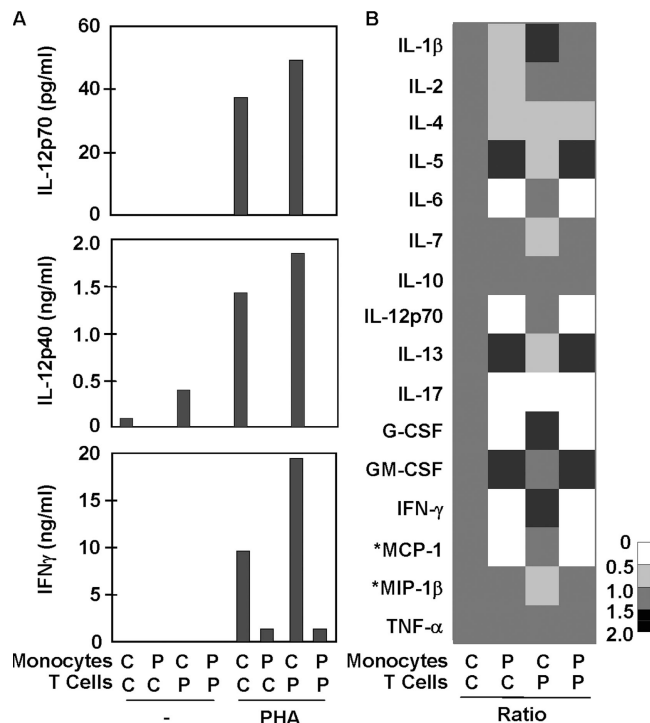 A
IL-12p70 (pg/ml)
60
40
20
0
IL-12p40 (ng/ml)
2.0
1.5
1.0
0.5
0
IFNγ (ng/ml)
20
15
10
5
0
Monocytes C P C P C P C P
T Cells C C P P C C P P
- PHA
B
IL-1β
IL-2
IL-4
IL-5
IL-6
IL-7
IL-10
IL-12p70
IL-13
IL-17
G-CSF
GM-CSF
IFN-γ
*MCP-1
*MIP-1β
TNF-α
0
0.5
1.0
1.5
2.0
Monocytes C P C P
T Cells C C P P
Ratio